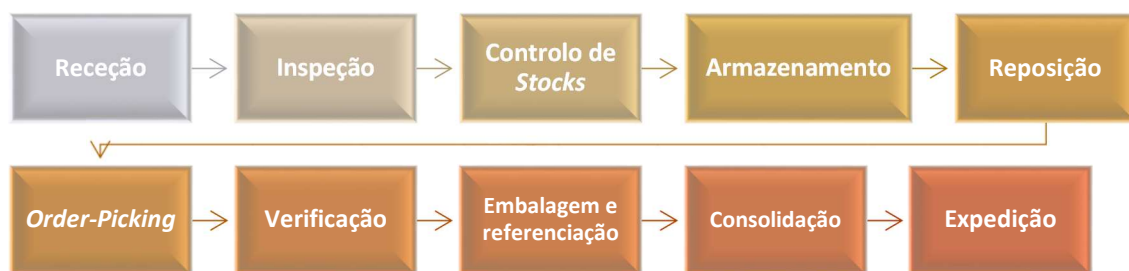 Receção
Inspeção
Controlo de
Stocks
Armazenamento
Reposição
Order-Picking
Verificação
Embalagem e
referenciação
Consolidação
Expedição